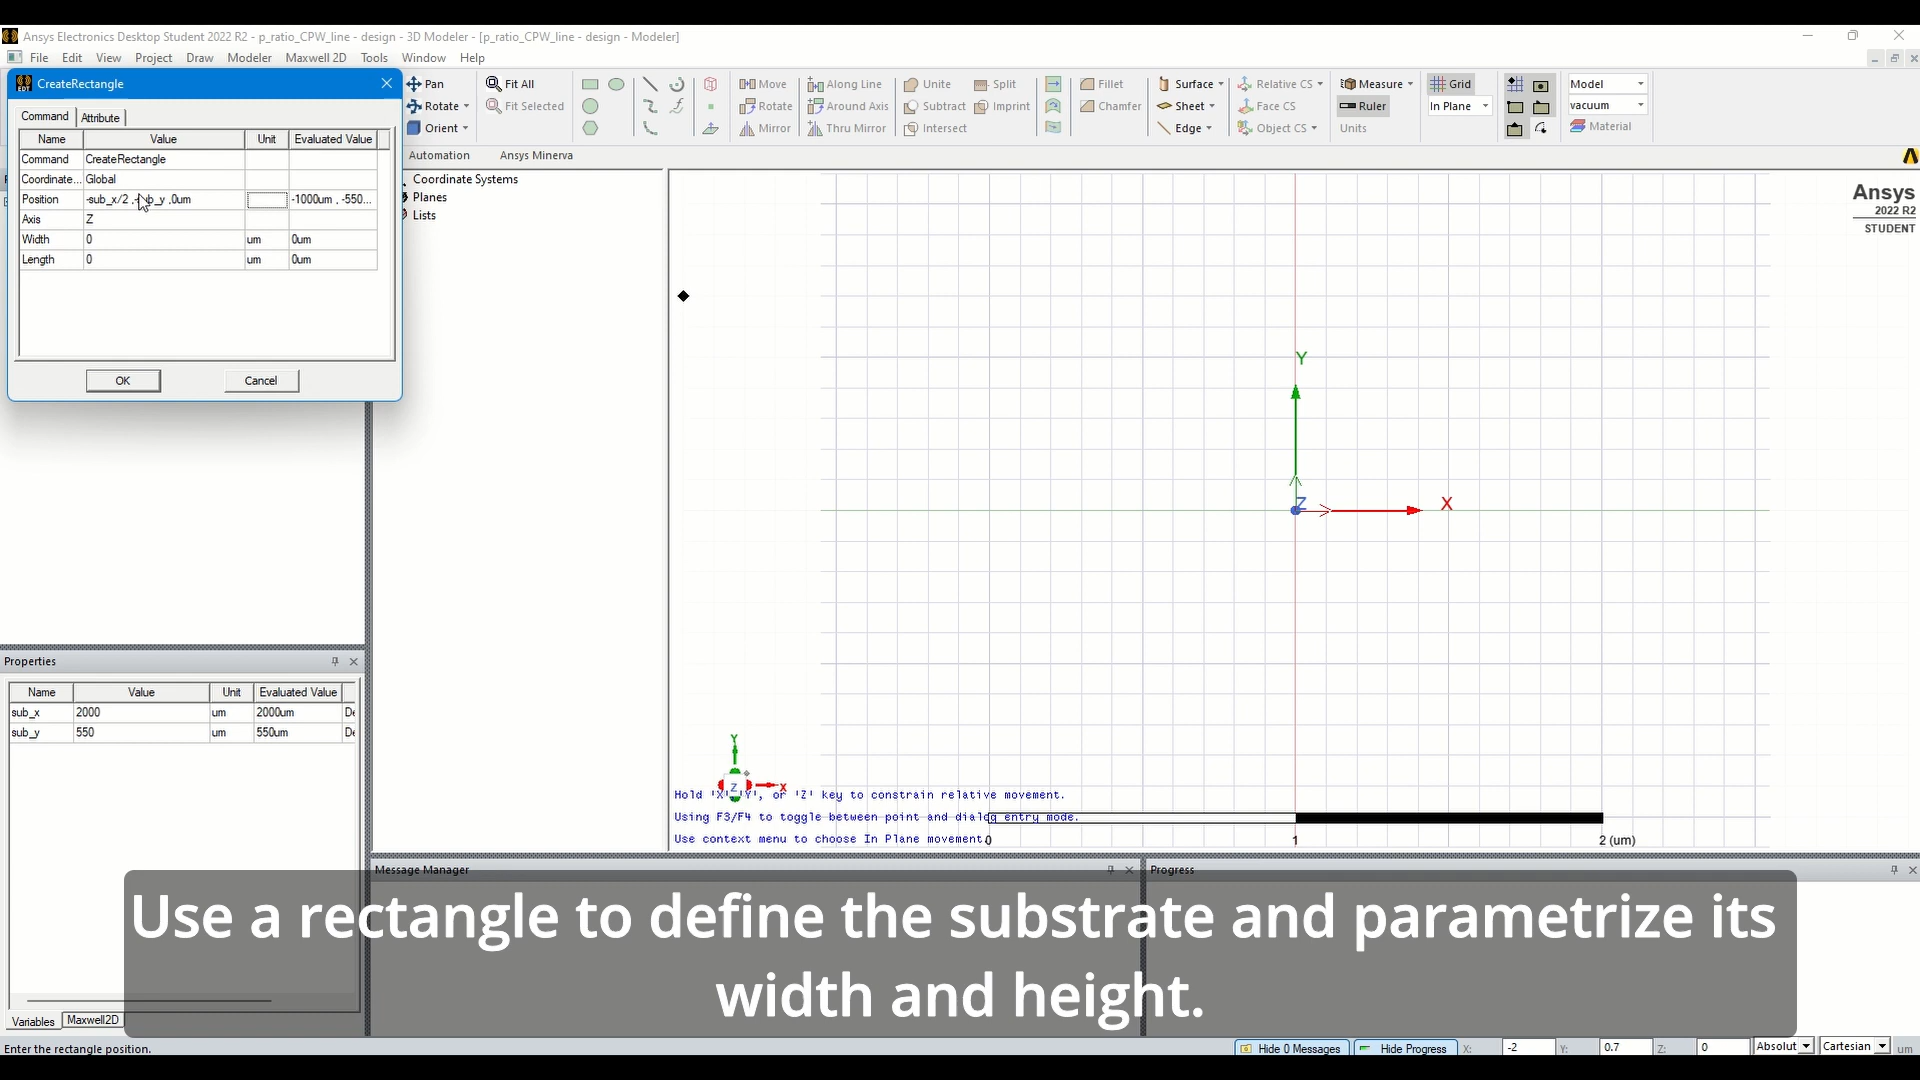 Ansys Electronics Desktop Student 2022 R2 - p_ratio_CPW_line - design - 3D Modeler - [p_ratio_CPW_line - design - Modeler]
File Edit View Project Draw Modeler Maxwell 2D Tools Window Help
CreateRectangle
Command Attribute
Name Value Unit Evaluated Value
Command CreateRectangle
Coordinate... Global
Position -sub_x/2 ,-sub_y ,0um -1000um , -550...
Axis Z
Width 0 um 0um
Length 0 um 0um
OK Cancel
Pan Fit All
Rotate Fit Selected
Orient
Move Along Line Unite Split Fillet Surface Relative CS Measure Grid Model
Rotate Around Axis Subtract Imprint Chamfer Sheet Face CS Ruler In Plane vacuum
Mirror Thru Mirror Intersect Edge Object CS Units Material
Automation Ansys Minerva
Coordinate Systems
Planes
Lists
Ansys
2022 R2
STUDENT
Y
Z X
Properties
Name Value Unit Evaluated Value
sub_x 2000 um 2000um De
sub_y 550 um 550um De
Variables Maxwell2D
Y
Z X
Hold 'X', 'Y', or 'Z' key to constrain relative movement.
Using F3/F4 to toggle between point and dialog entry mode.
Use context menu to choose In Plane movement.
0 1 2 (um)
Message Manager Progress
Use a rectangle to define the substrate and parametrize its
width and height.
Enter the rectangle position.
Hide 0 Messages Hide Progress X: -2 Y: 0.7 Z: 0 Absolut Cartesian um